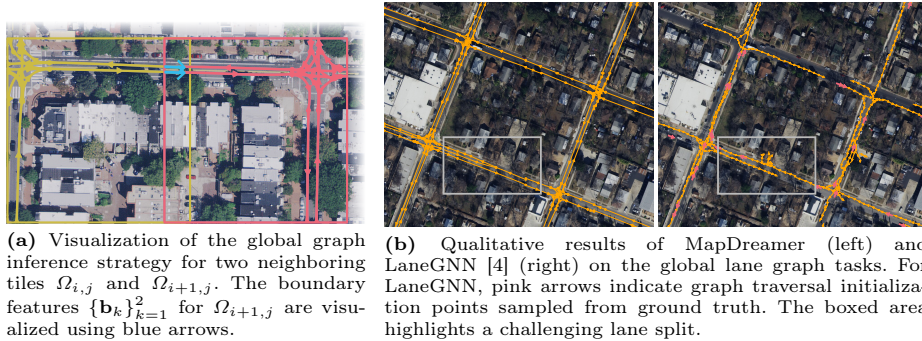 (a) Visualization of the global graph
inference strategy for two neighboring
tiles Ωi,j and Ωi+1,j. The boundary
features {bk}²k=1 for Ωi+1,j are visu-
alized using blue arrows.
(b) Qualitative results of MapDreamer (left) and
LaneGNN [4] (right) on the global lane graph tasks. For
LaneGNN, pink arrows indicate graph traversal initializa-
tion points sampled from ground truth. The boxed area
highlights a challenging lane split.